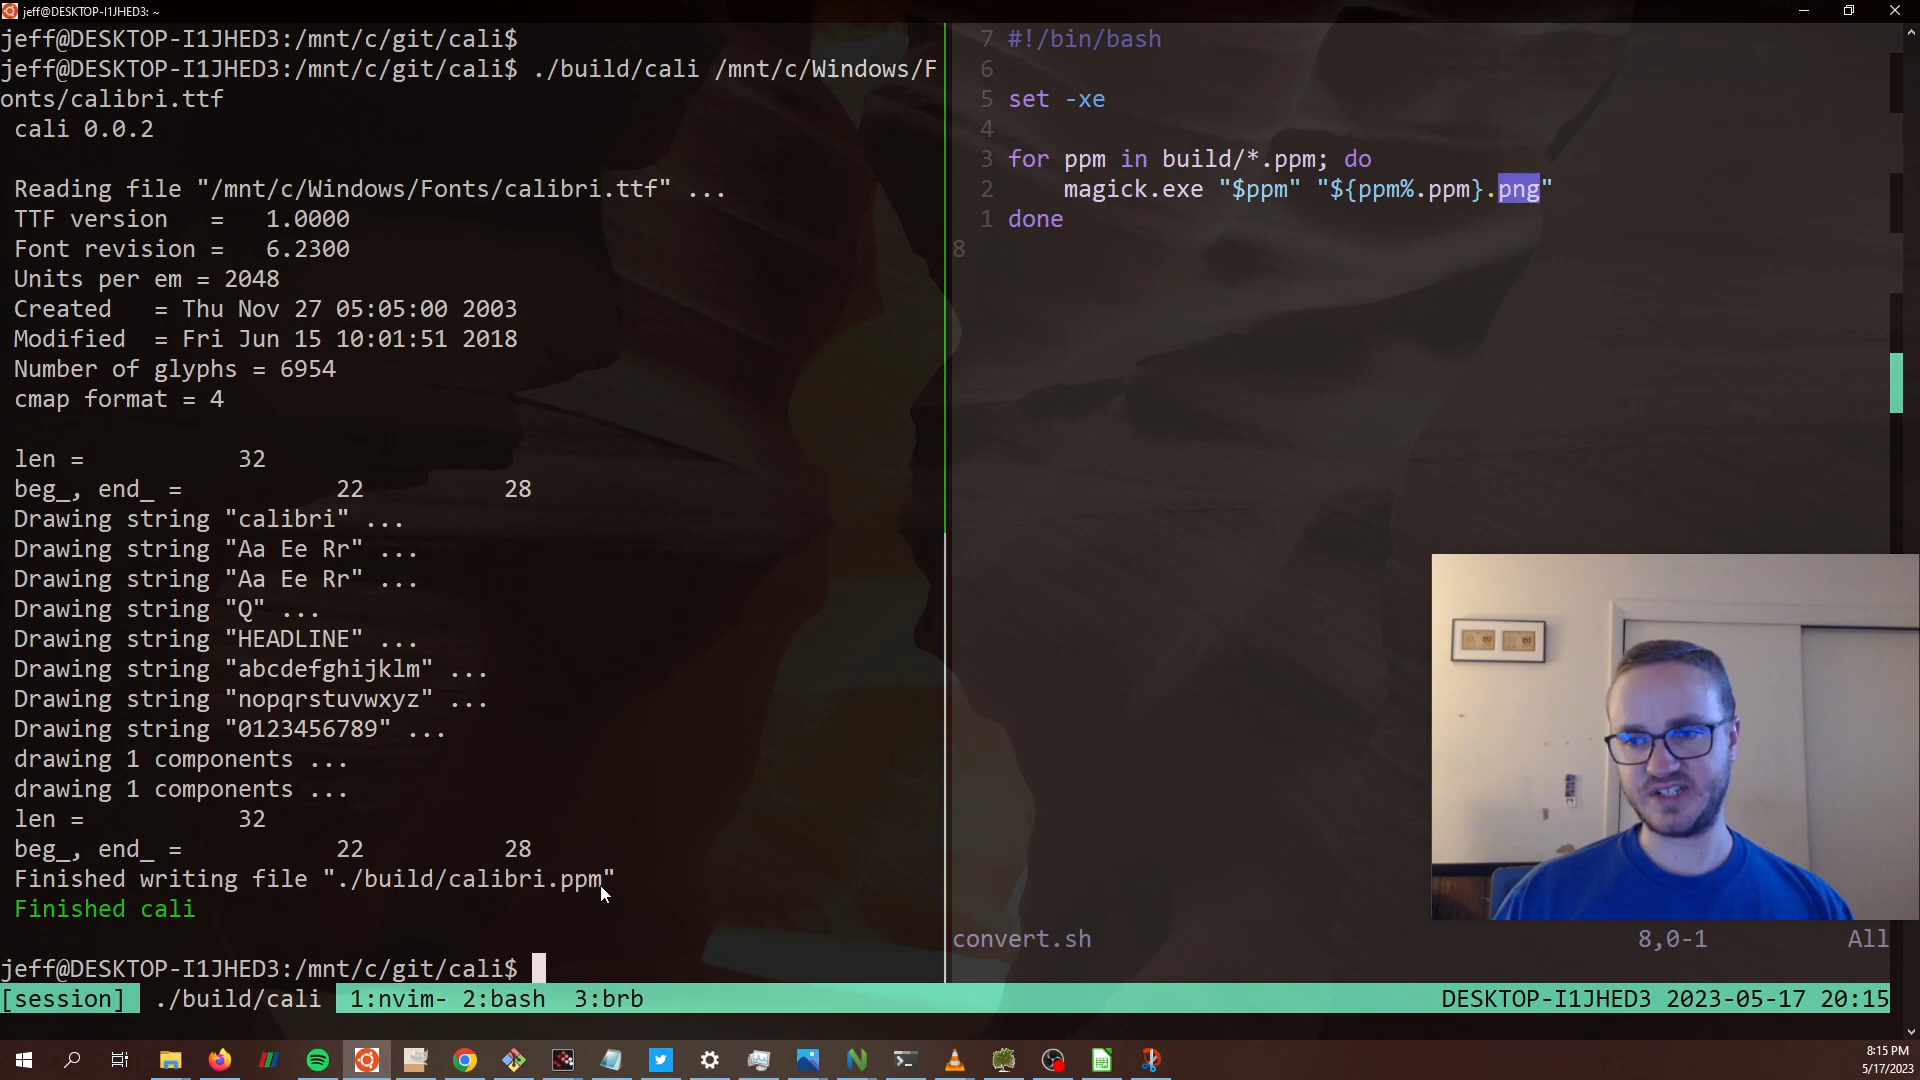 jeff@DESKTOP-I1JHED3: ~
jeff@DESKTOP-I1JHED3:/mnt/c/git/cali$
jeff@DESKTOP-I1JHED3:/mnt/c/git/cali$ ./build/cali /mnt/c/Windows/F
onts/calibri.ttf
cali 0.0.2
Reading file "/mnt/c/Windows/Fonts/calibri.ttf" ...
TTF version   =   1.0000
Font revision =   6.2300
Units per em = 2048
Created   = Thu Nov 27 05:05:00 2003
Modified  = Fri Jun 15 10:01:51 2018
Number of glyphs = 6954
cmap format = 4
len =           32
beg_, end_ =           22          28
Drawing string "calibri" ...
Drawing string "Aa Ee Rr" ...
Drawing string "Aa Ee Rr" ...
Drawing string "Q" ...
Drawing string "HEADLINE" ...
Drawing string "abcdefghijklm" ...
Drawing string "nopqrstuvwxyz" ...
Drawing string "0123456789" ...
drawing 1 components ...
drawing 1 components ...
len =           32
beg_, end_ =           22          28
Finished writing file "./build/calibri.ppm"
Finished cali
jeff@DESKTOP-I1JHED3:/mnt/c/git/cali$
7 #!/bin/bash
6
5 set -xe
4
3 for ppm in build/*.ppm; do
2     magick.exe "$ppm" "${ppm%.ppm}.png"
1 done
8
convert.sh 8,0-1 All
[session] ./build/cali 1:nvim- 2:bash  3:brb DESKTOP-I1JHED3 2023-05-17 20:15
8:15 PM
5/17/2023